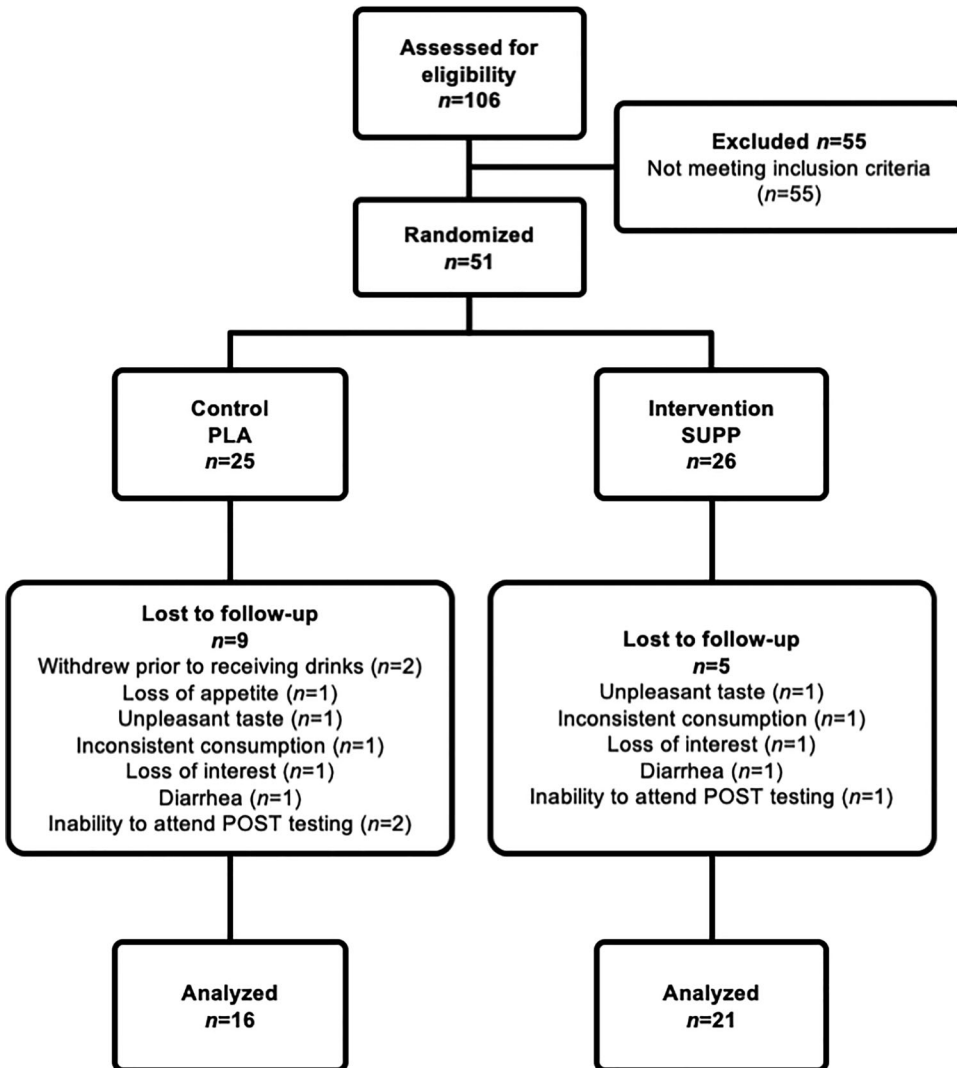 Assessed for
eligibility
n=106
Excluded n=55
Not meeting inclusion criteria
(n=55)
Randomized
n=51
Control
PLA
n=25
Intervention
SUPP
n=26
Lost to follow-up
n=9
Withdrew prior to receiving drinks (n=2)
Loss of appetite (n=1)
Unpleasant taste (n=1)
Inconsistent consumption (n=1)
Loss of interest (n=1)
Diarrhea (n=1)
Inability to attend POST testing (n=2)
Lost to follow-up
n=5
Unpleasant taste (n=1)
Inconsistent consumption (n=1)
Loss of interest (n=1)
Diarrhea (n=1)
Inability to attend POST testing (n=1)
Analyzed
n=16
Analyzed
n=21